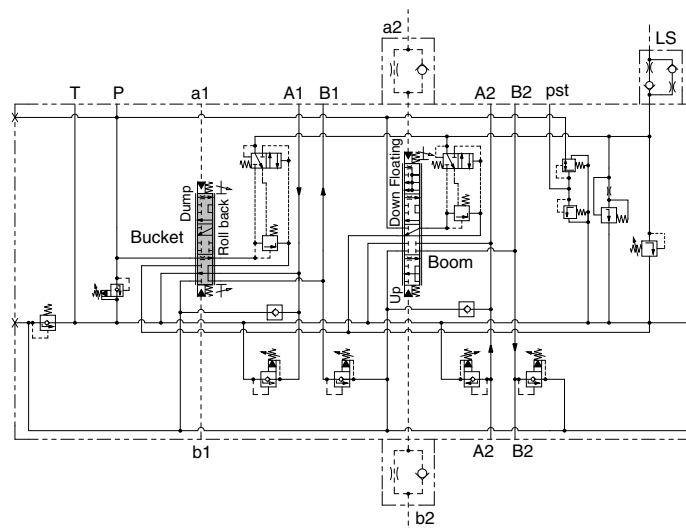 a2
LS
T P a1 A1 B1 A2 B2 pst
Dump
Roll back
Bucket
Down Floating
Up
Boom
b1 A2 B2
b2